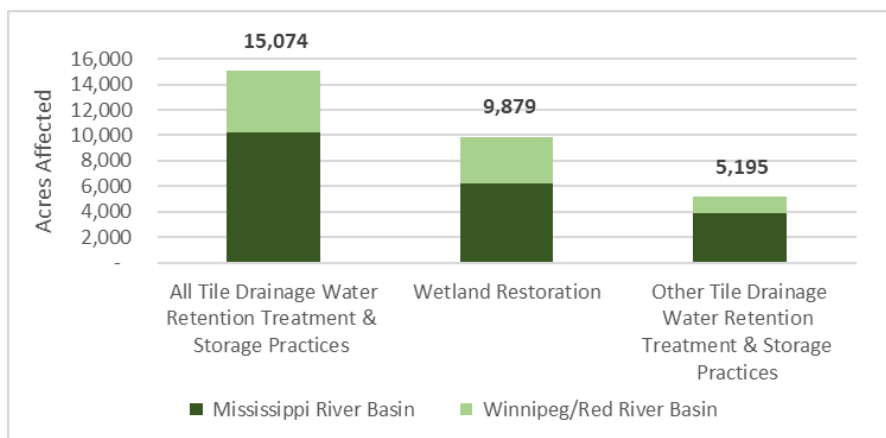 15,074
16,000
14,000
12,000
10,000
8,000
6,000
4,000
2,000
-
Acres Affected
9,879
5,195
All Tile Drainage Water
Retention Treatment &
Storage Practices
Wetland Restoration
Other Tile Drainage
Water Retention
Treatment & Storage
Practices
Mississippi River Basin
Winnipeg/Red River Basin